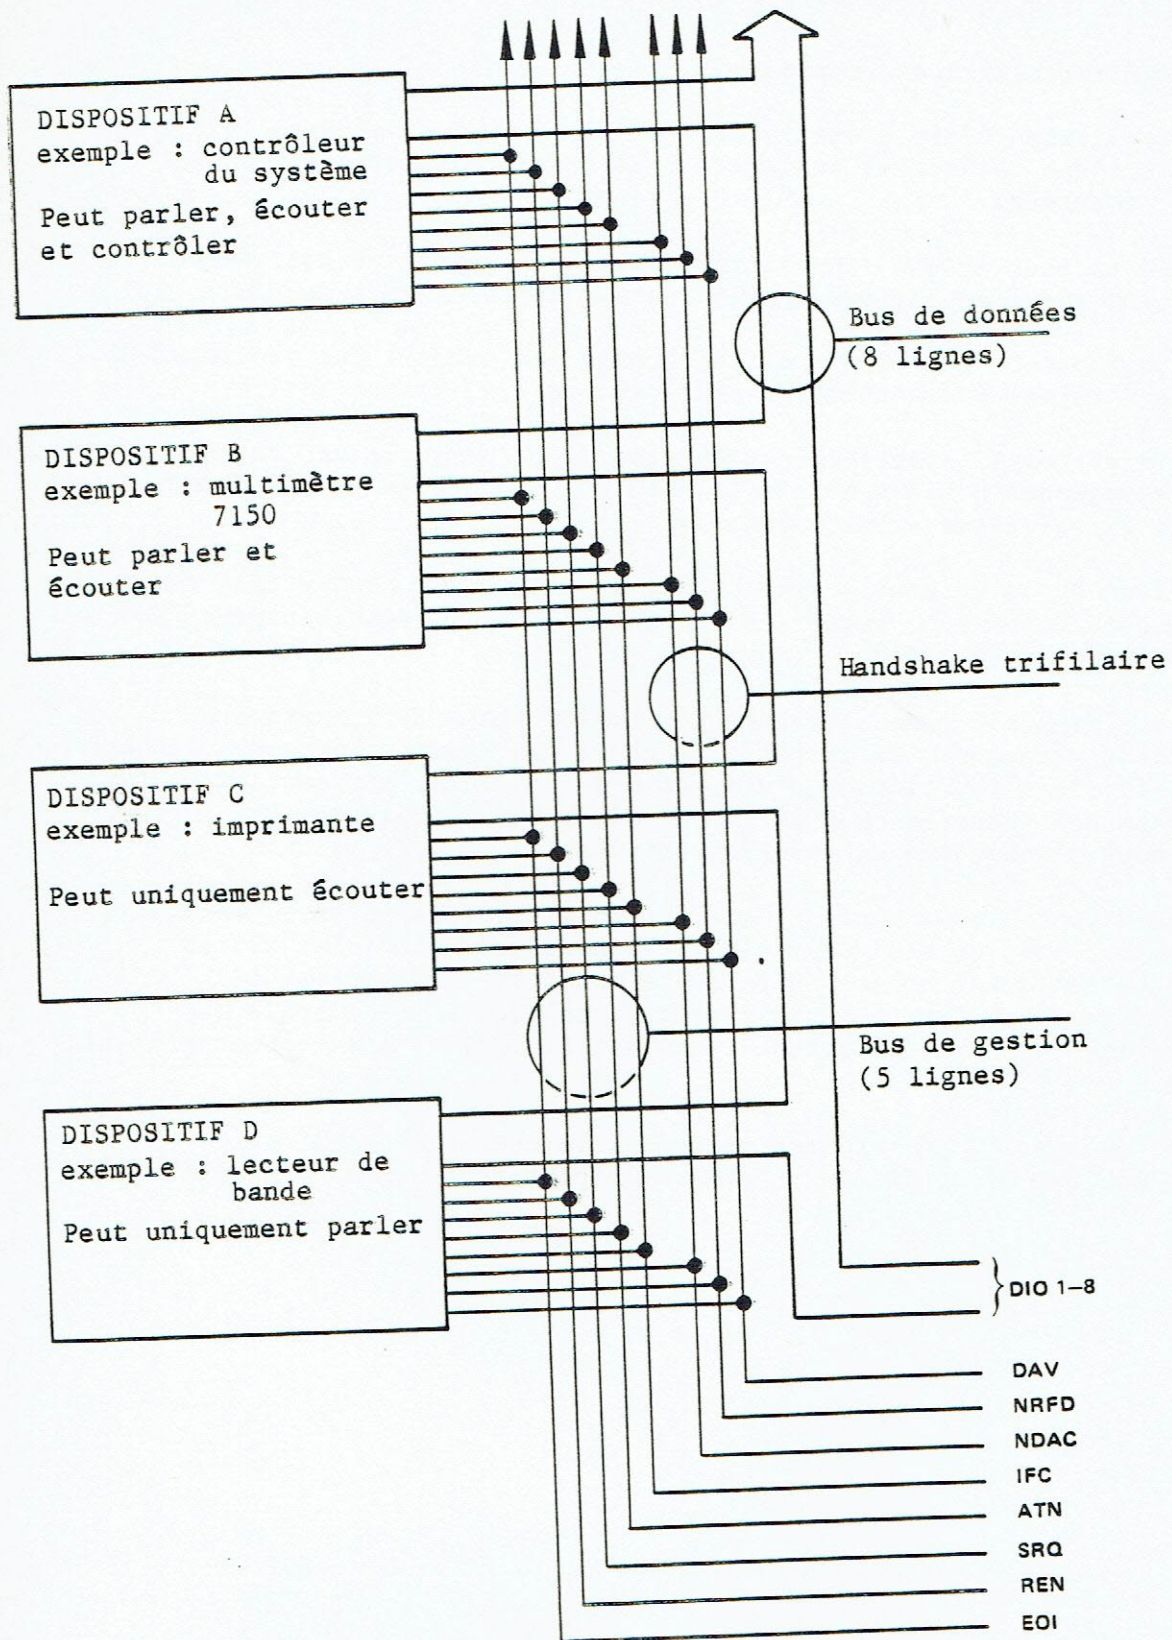 DISPOSITIF A
exemple : contrôleur
du système
Peut parler, écouter
et contrôler
Bus de données
(8 lignes)
DISPOSITIF B
exemple : multimètre
7150
Peut parler et
écouter
Handshake trifilaire
DISPOSITIF C
exemple : imprimante
Peut uniquement écouter
Bus de gestion
(5 lignes)
DISPOSITIF D
exemple : lecteur de
bande
Peut uniquement parler
DIO 1–8
DAV
NRFD
NDAC
IFC
ATN
SRQ
REN
EOI